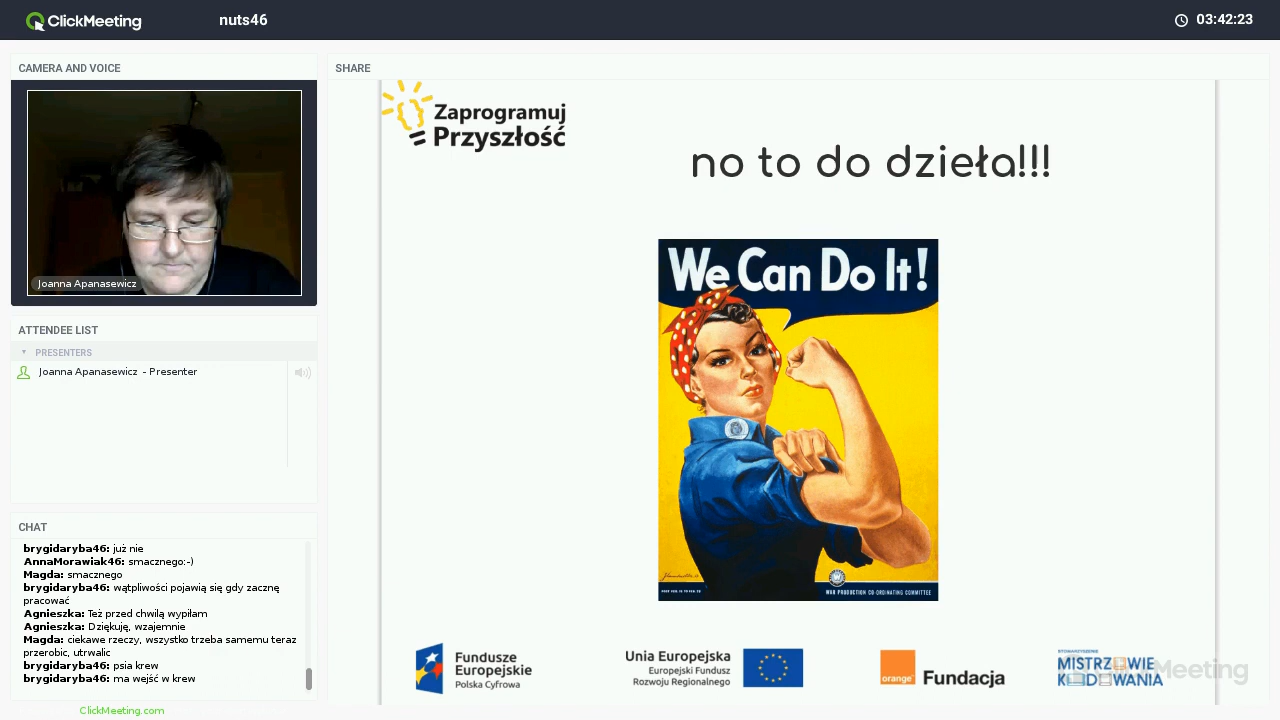 ClickMeeting
nuts46
03:42:23
CAMERA AND VOICE
Joanna Apanasewicz
ATTENDEE LIST
PRESENTERS
Joanna Apanasewicz - Presenter
CHAT
brygidaryba46: już nie
AnnaMorawiak46: smacznego:-)
Magda: smacznego
brygidaryba46: wątpliwości pojawią się gdy zacznę
pracować
Agnieszka: Też przed chwilą wypiłam
Agnieszka: Dziękuję, wzajemnie
Magda: ciekawe rzeczy, wszystko trzeba samemu teraz
przerobic, utrwalic
brygidaryba46: psia krew
brygidaryba46: ma wejść w krew
ClickMeeting.com
SHARE
Zaprogramuj
Przyszłość
no to do dzieła!!!
We Can Do It!
WAR PRODUCTION CO-ORDINATING COMMITTEE
Fundusze
Europejskie
Polska Cyfrowa
Unia Europejska
Europejski Fundusz
Rozwoju Regionalnego
orange
Fundacja
STOWARZYSZENIE
MISTRZOWIE
KODOWANIA
ClickMeeting